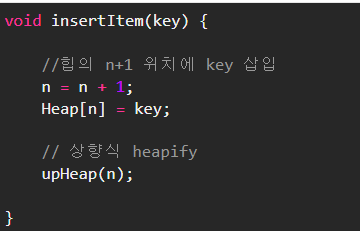 void insertItem(key) {
//힙의 n+1 위치에 key 삽입
n = n + 1;
Heap[n] = key;
// 상향식 heapify
upHeap(n);
}